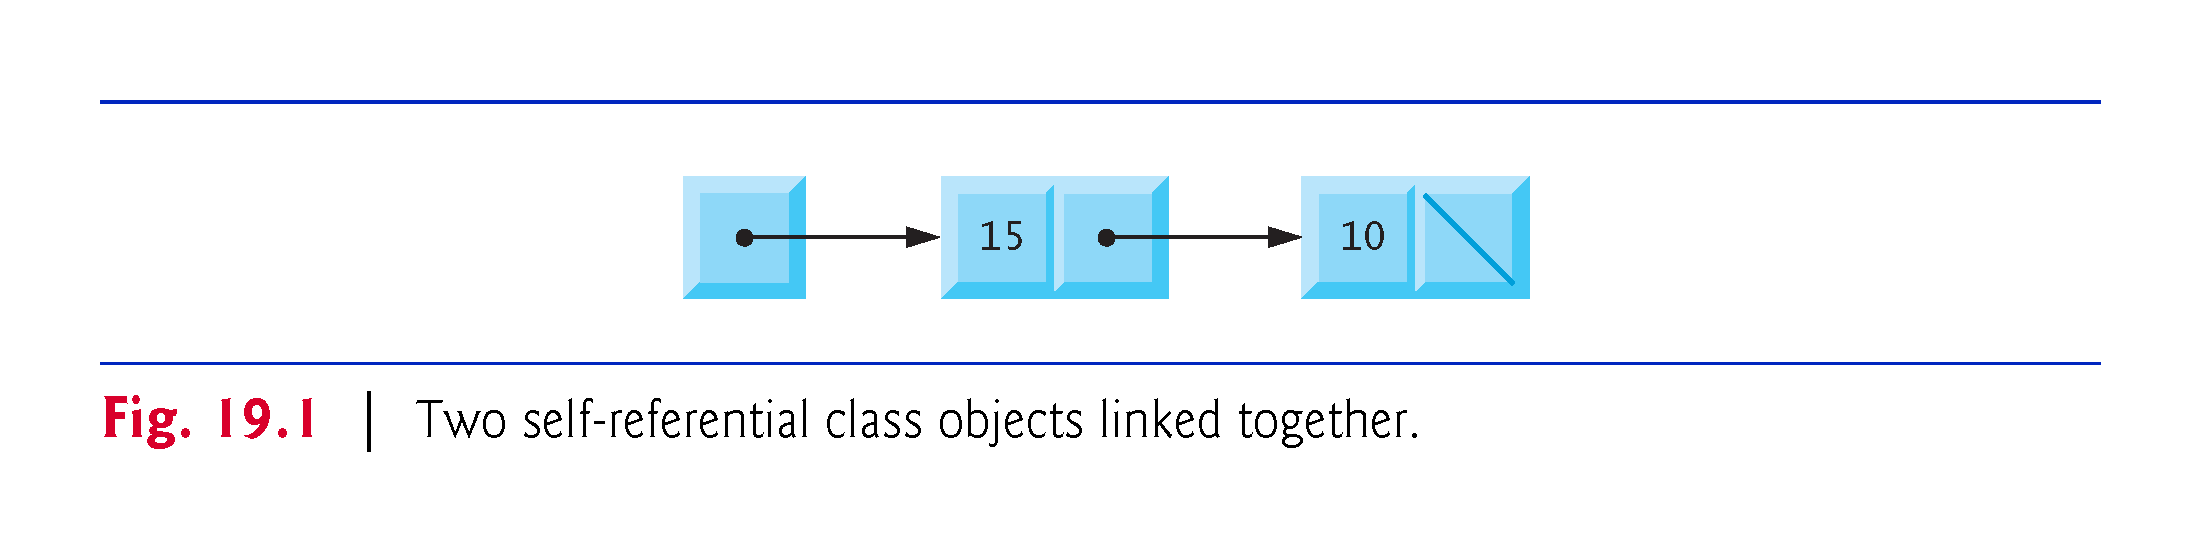 15 10
Fig. 19.1 | Two self-referential class objects linked together.